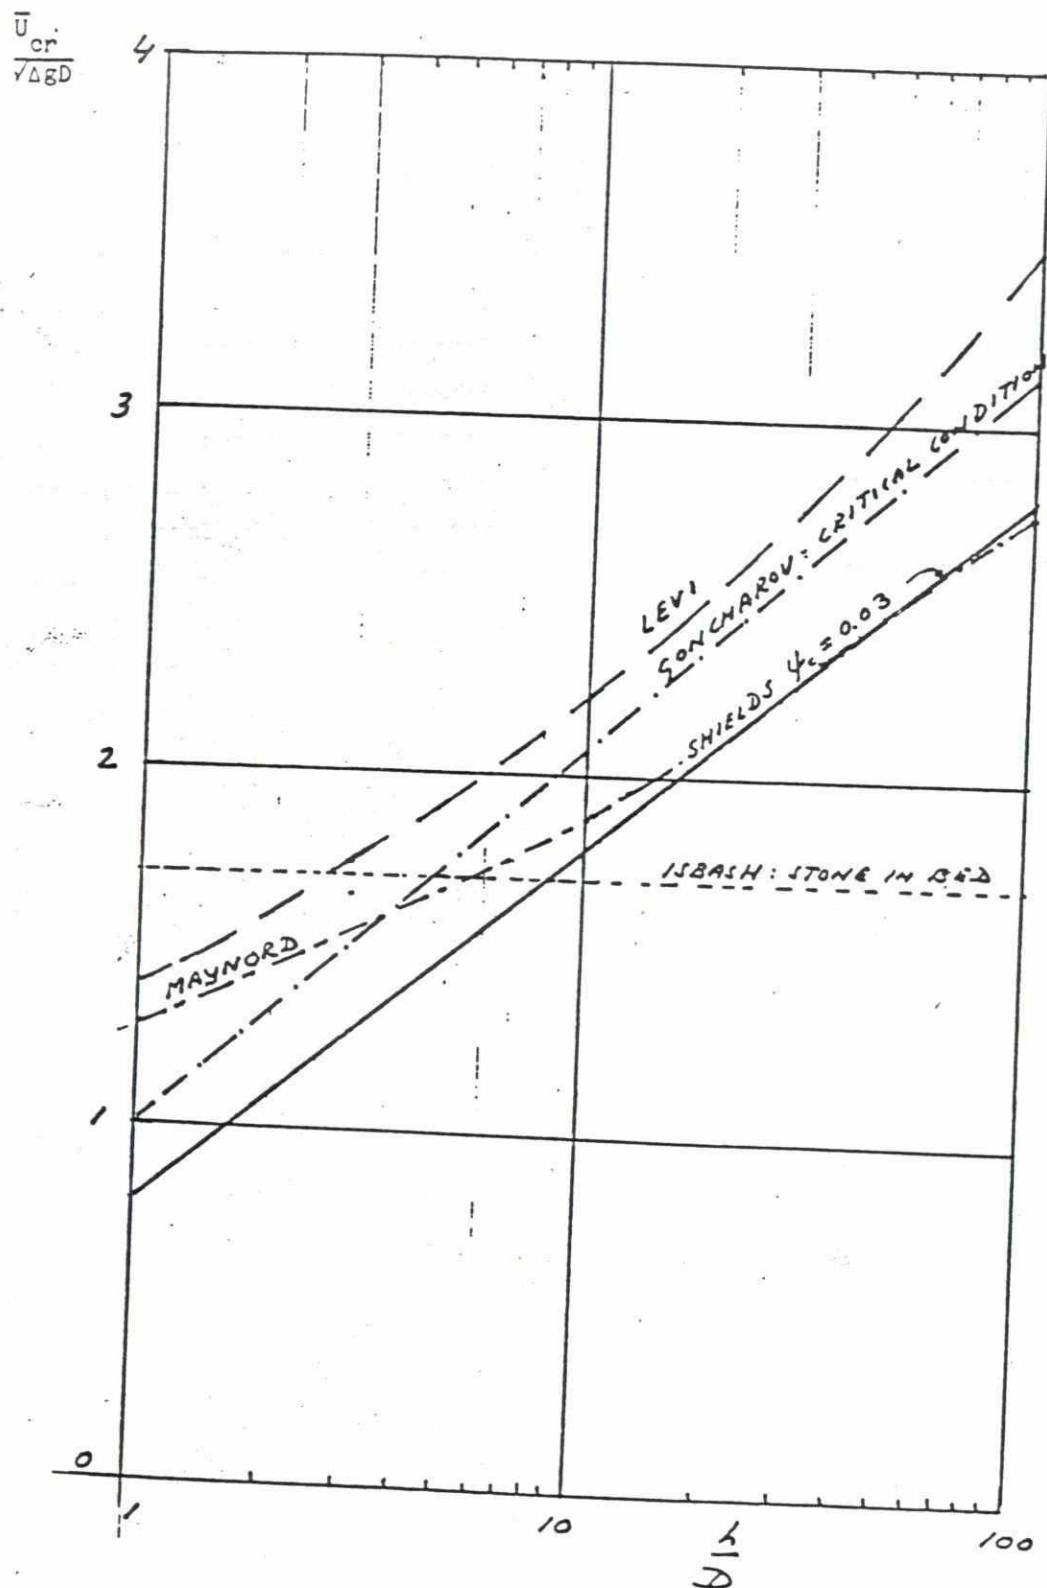 Ūcr
√ΔgD
4
3
2
1
0
1
10
100
h
D
LEVI
GONCHAROV: CRITICAL CONDITION
SHIELDS ψc = 0.03
ISBASH: STONE IN BED
MAYNORD